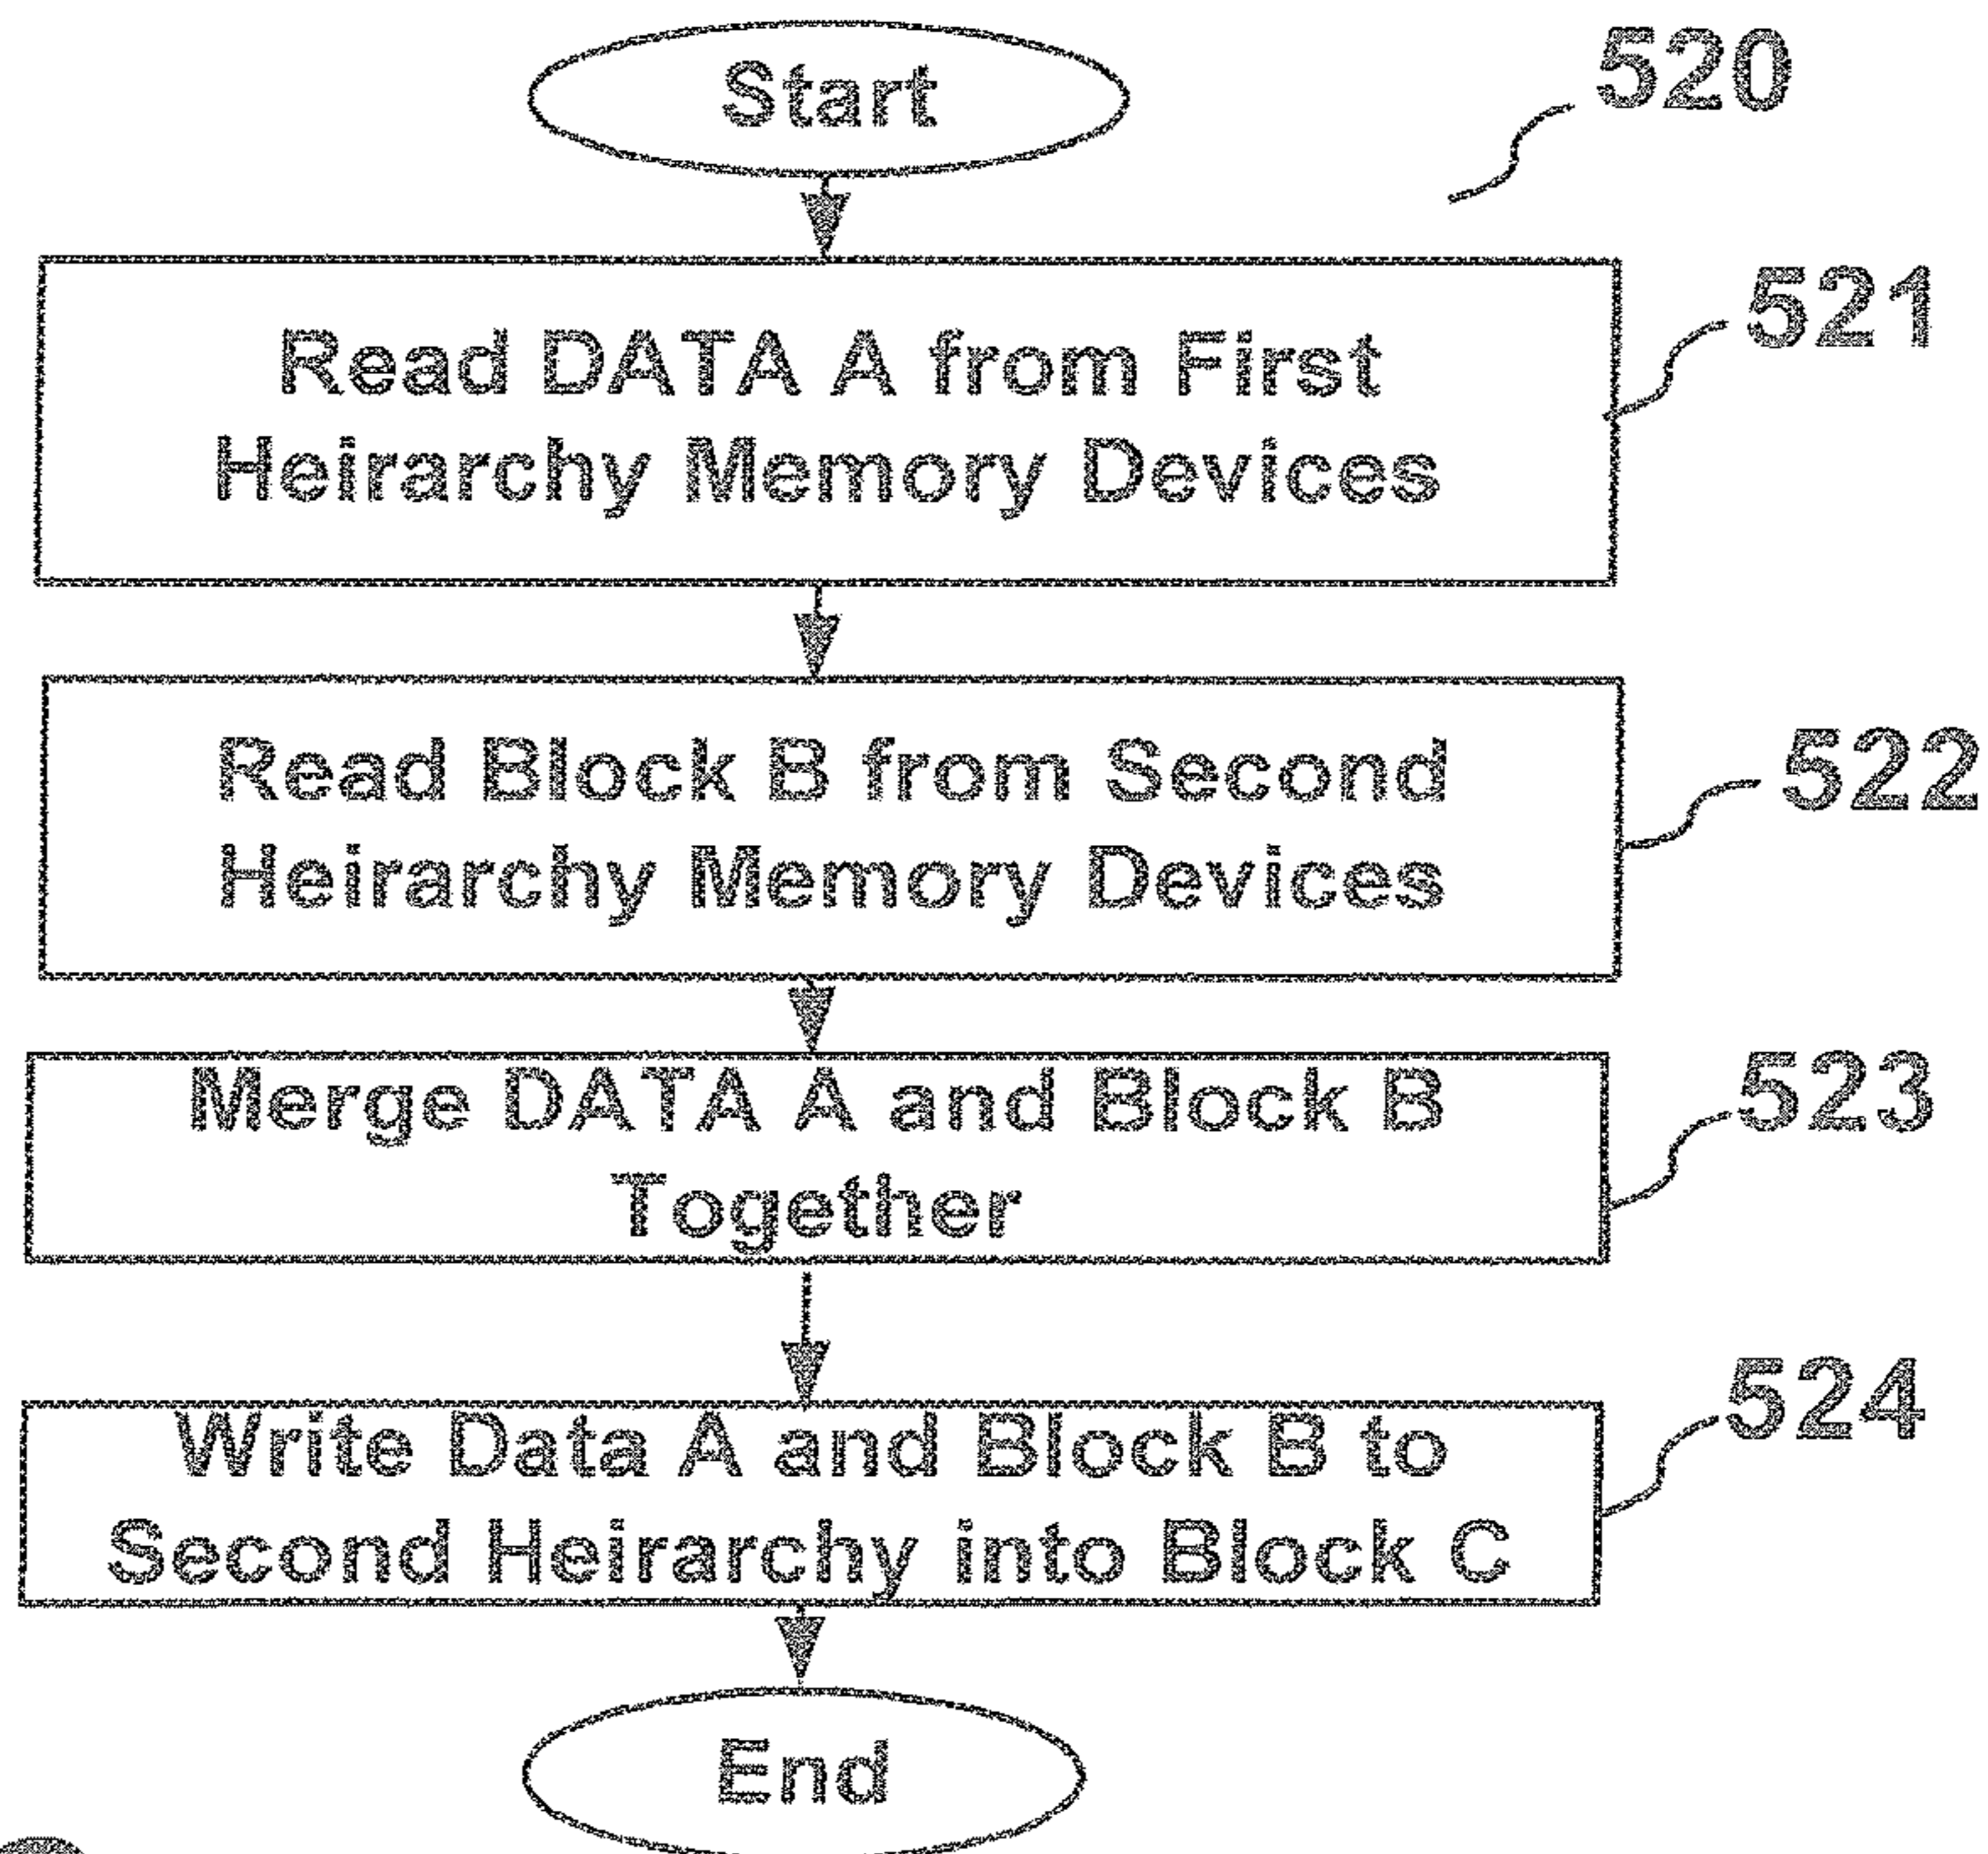 Start
520
Read DATA A from First
Heirarchy Memory Devices
521
Read Block B from Second
Heirarchy Memory Devices
522
Merge DATA A and Block B
Together
523
Write Data A and Block B to
Second Heirarchy into Block C
524
End